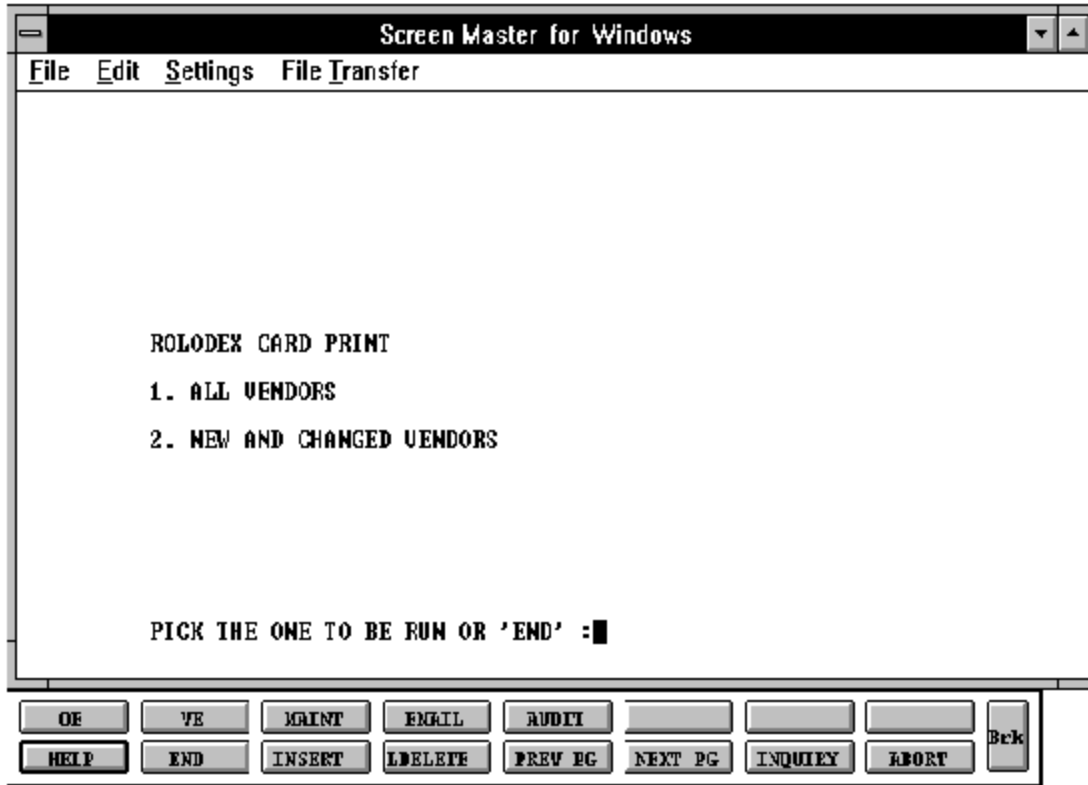 Screen Master for Windows
File Edit Settings File Transfer
ROLODEX CARD PRINT
1. ALL VENDORS
2. NEW AND CHANGED VENDORS
PICK THE ONE TO BE RUN OR 'END' :
OE VE MAINT EMAIL AUDIT
Brk
HELP END INSERT LDELETE PREV PG NEXT PG INQUIRY ABORT